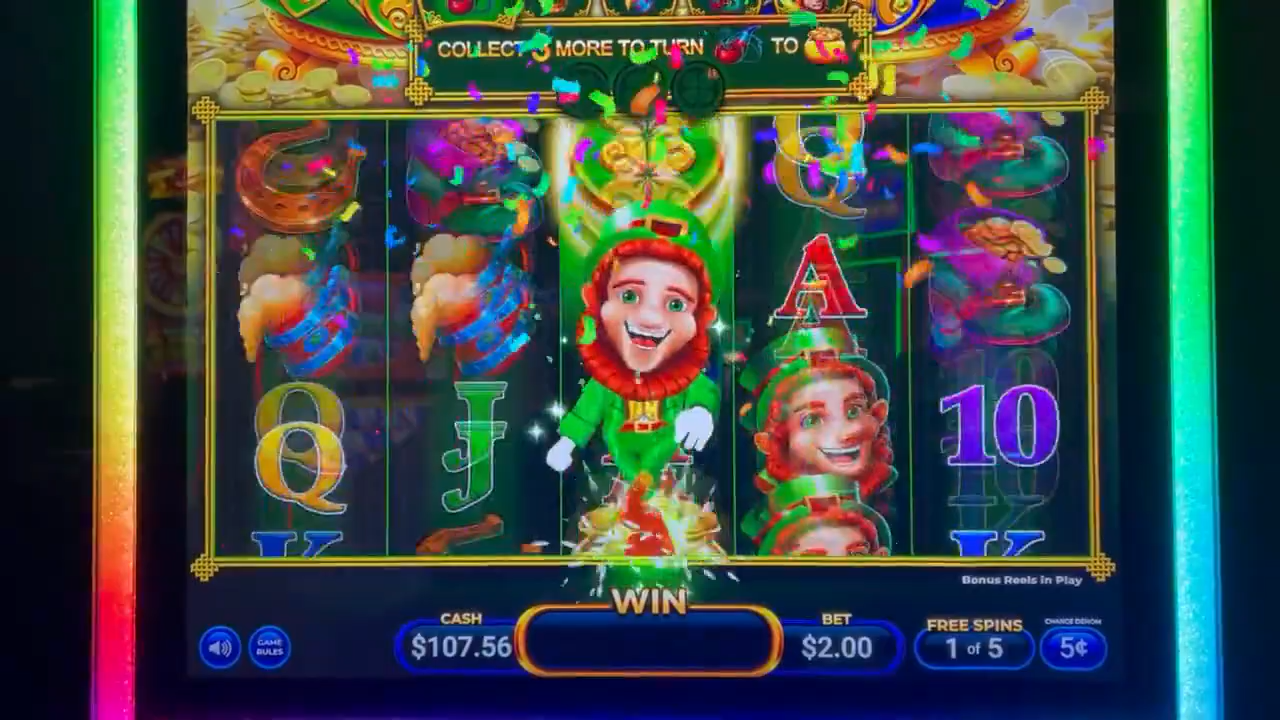 COLLECT 3 MORE TO TURN TO
Q
A
Q
J
10
K
K
Bonus Reels in Play
WIN
CASH
$107.56
BET
$2.00
FREE SPINS
1 of 5
CHANGE DENOM
5¢
GAME
RULES